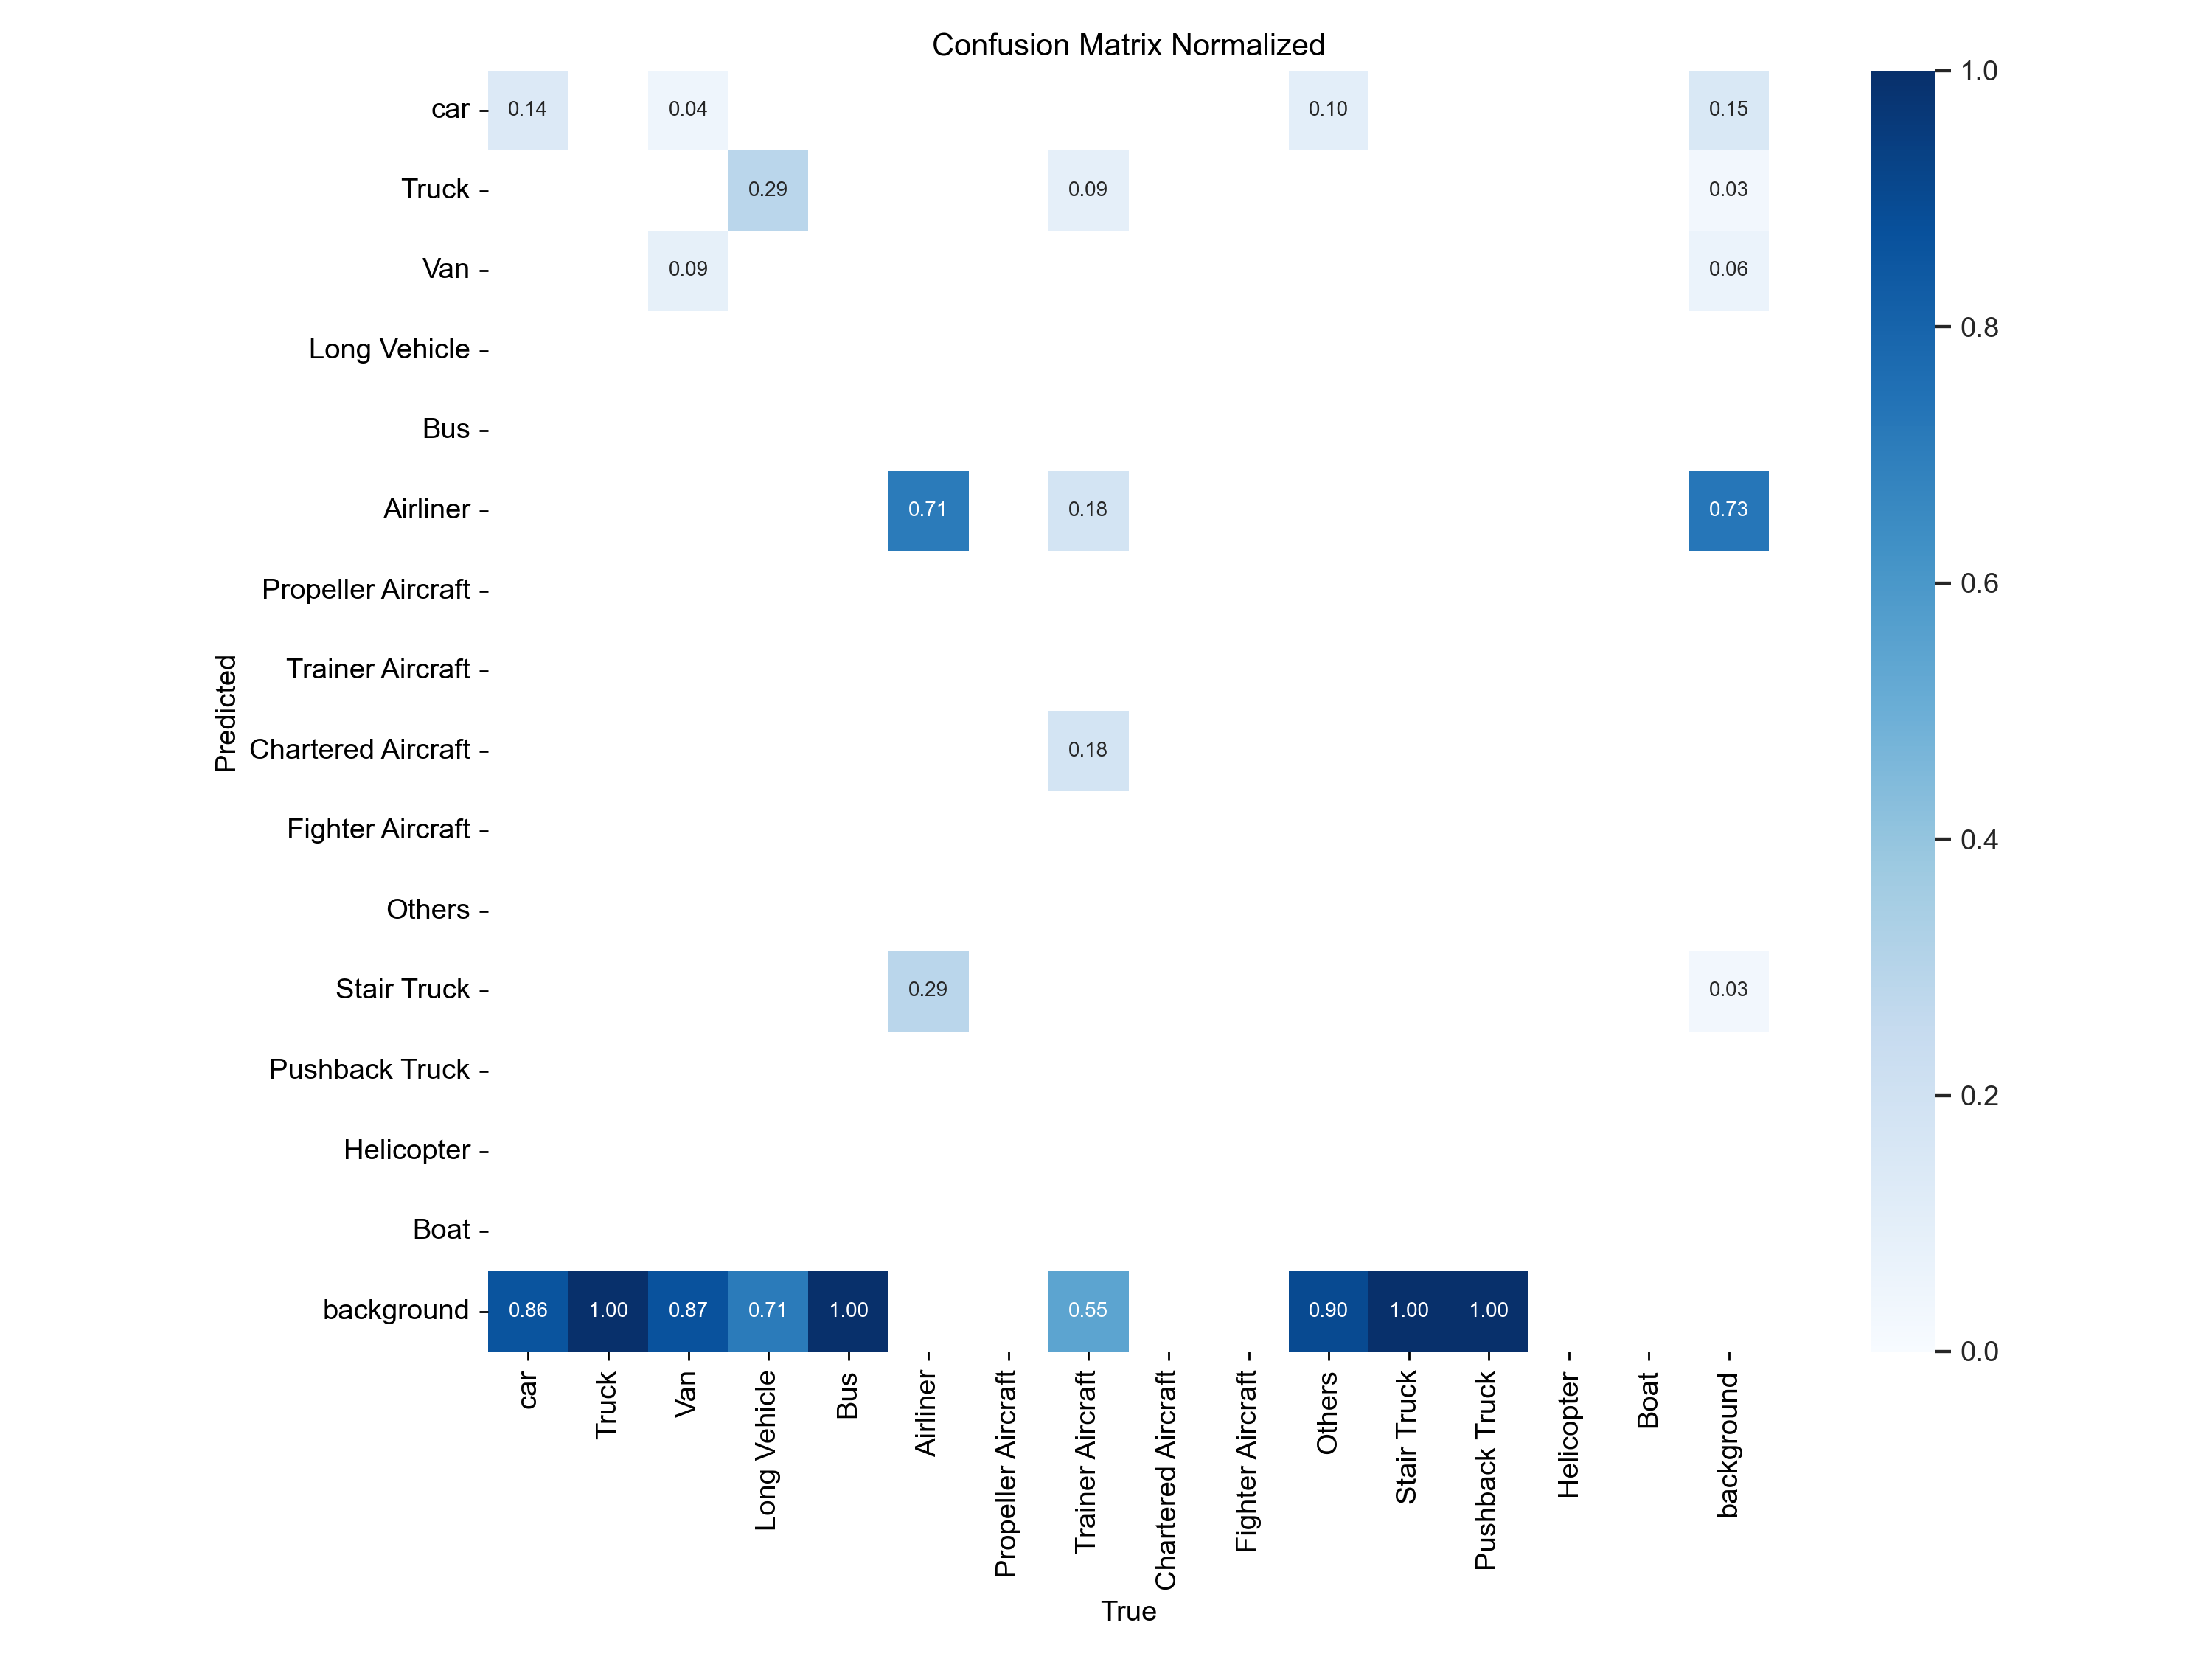 Confusion Matrix Normalized
car 0.14 0.04 0.10 0.15
Truck 0.29 0.09 0.03
Van 0.09 0.06
Long Vehicle
Bus
Airliner 0.71 0.18 0.73
Propeller Aircraft
Trainer Aircraft
Chartered Aircraft 0.18
Fighter Aircraft
Others
Stair Truck 0.29 0.03
Pushback Truck
Helicopter
Boat
background 0.86 1.00 0.87 0.71 1.00 0.55 0.90 1.00 1.00
Predicted
car
Truck
Van
Long Vehicle
Bus
Airliner
Propeller Aircraft
Trainer Aircraft
Chartered Aircraft
Fighter Aircraft
Others
Stair Truck
Pushback Truck
Helicopter
Boat
background
True
1.0
0.8
0.6
0.4
0.2
0.0